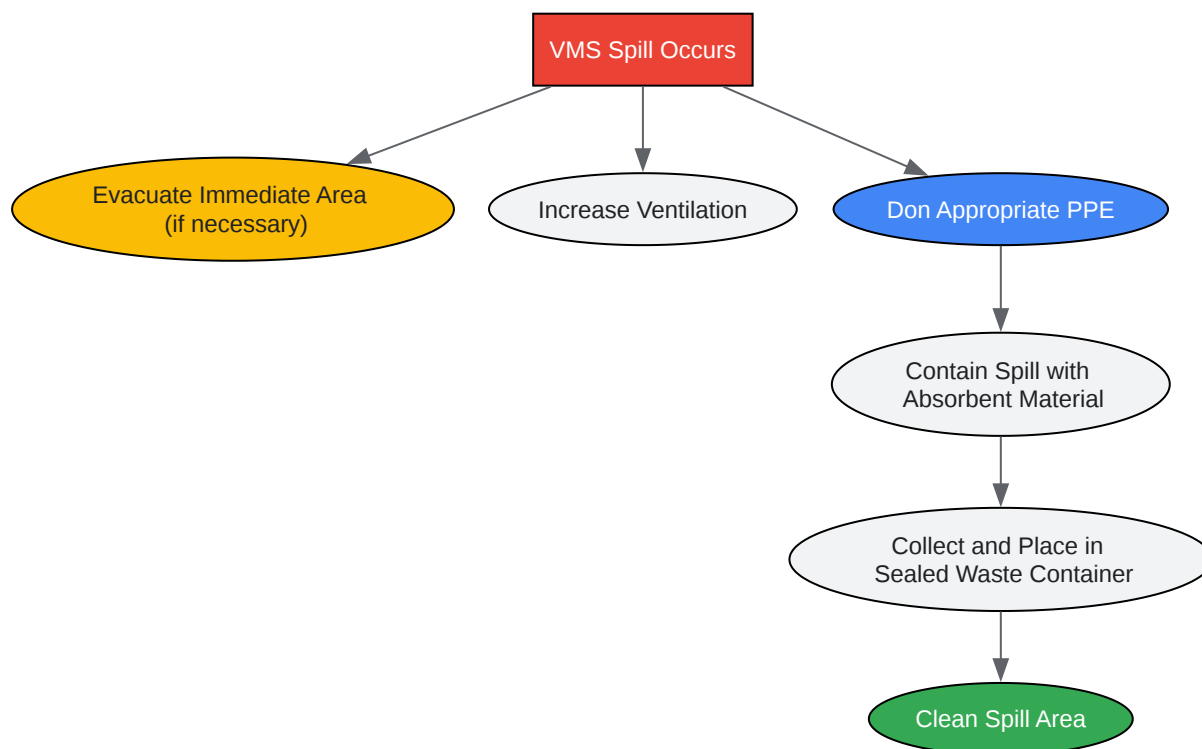 VMS Spill Occurs
Evacuate Immediate Area
(if necessary)
Increase Ventilation
Don Appropriate PPE
Contain Spill with
Absorbent Material
Collect and Place in
Sealed Waste Container
Clean Spill Area